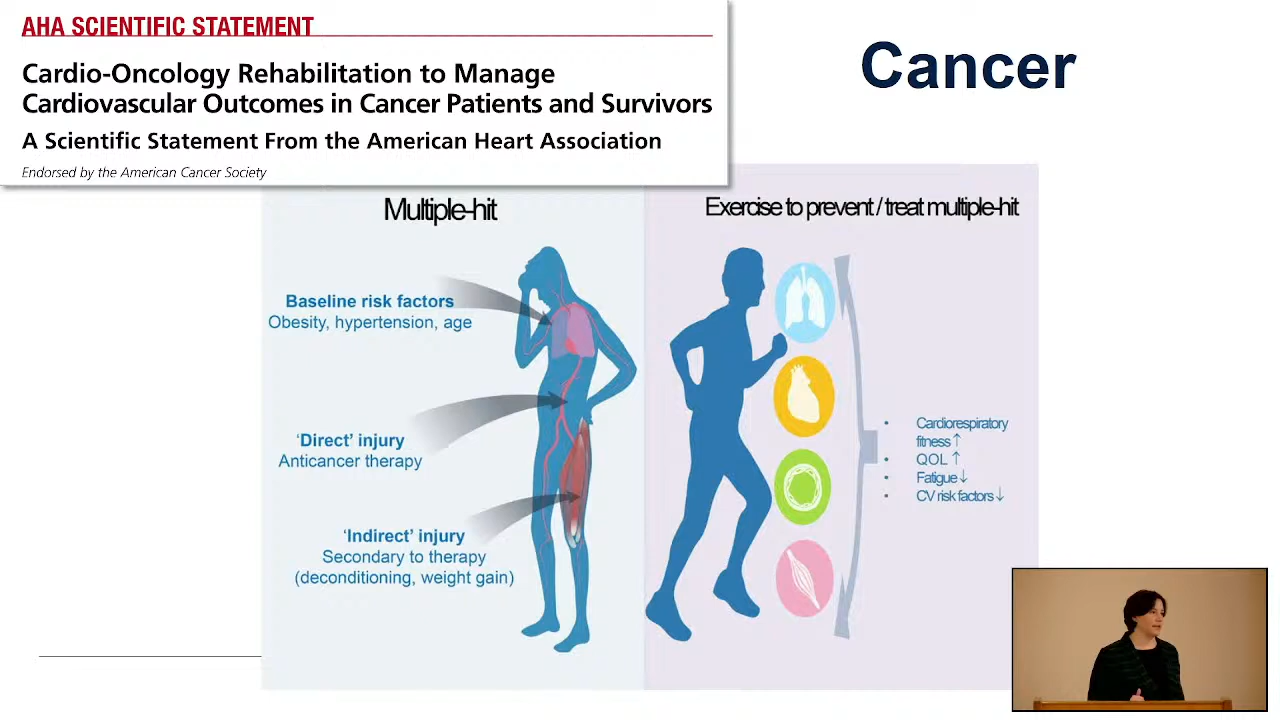 AHA SCIENTIFIC STATEMENT
Cardio-Oncology Rehabilitation to Manage
Cardiovascular Outcomes in Cancer Patients and Survivors
A Scientific Statement From the American Heart Association
Endorsed by the American Cancer Society
Cancer
Multiple-hit
Baseline risk factors
Obesity, hypertension, age
'Direct' injury
Anticancer therapy
'Indirect' injury
Secondary to therapy
(deconditioning, weight gain)
Exercise to prevent / treat multiple-hit
• Cardiorespiratory
fitness ↑
• QOL ↑
• Fatigue ↓
• CV risk factors ↓